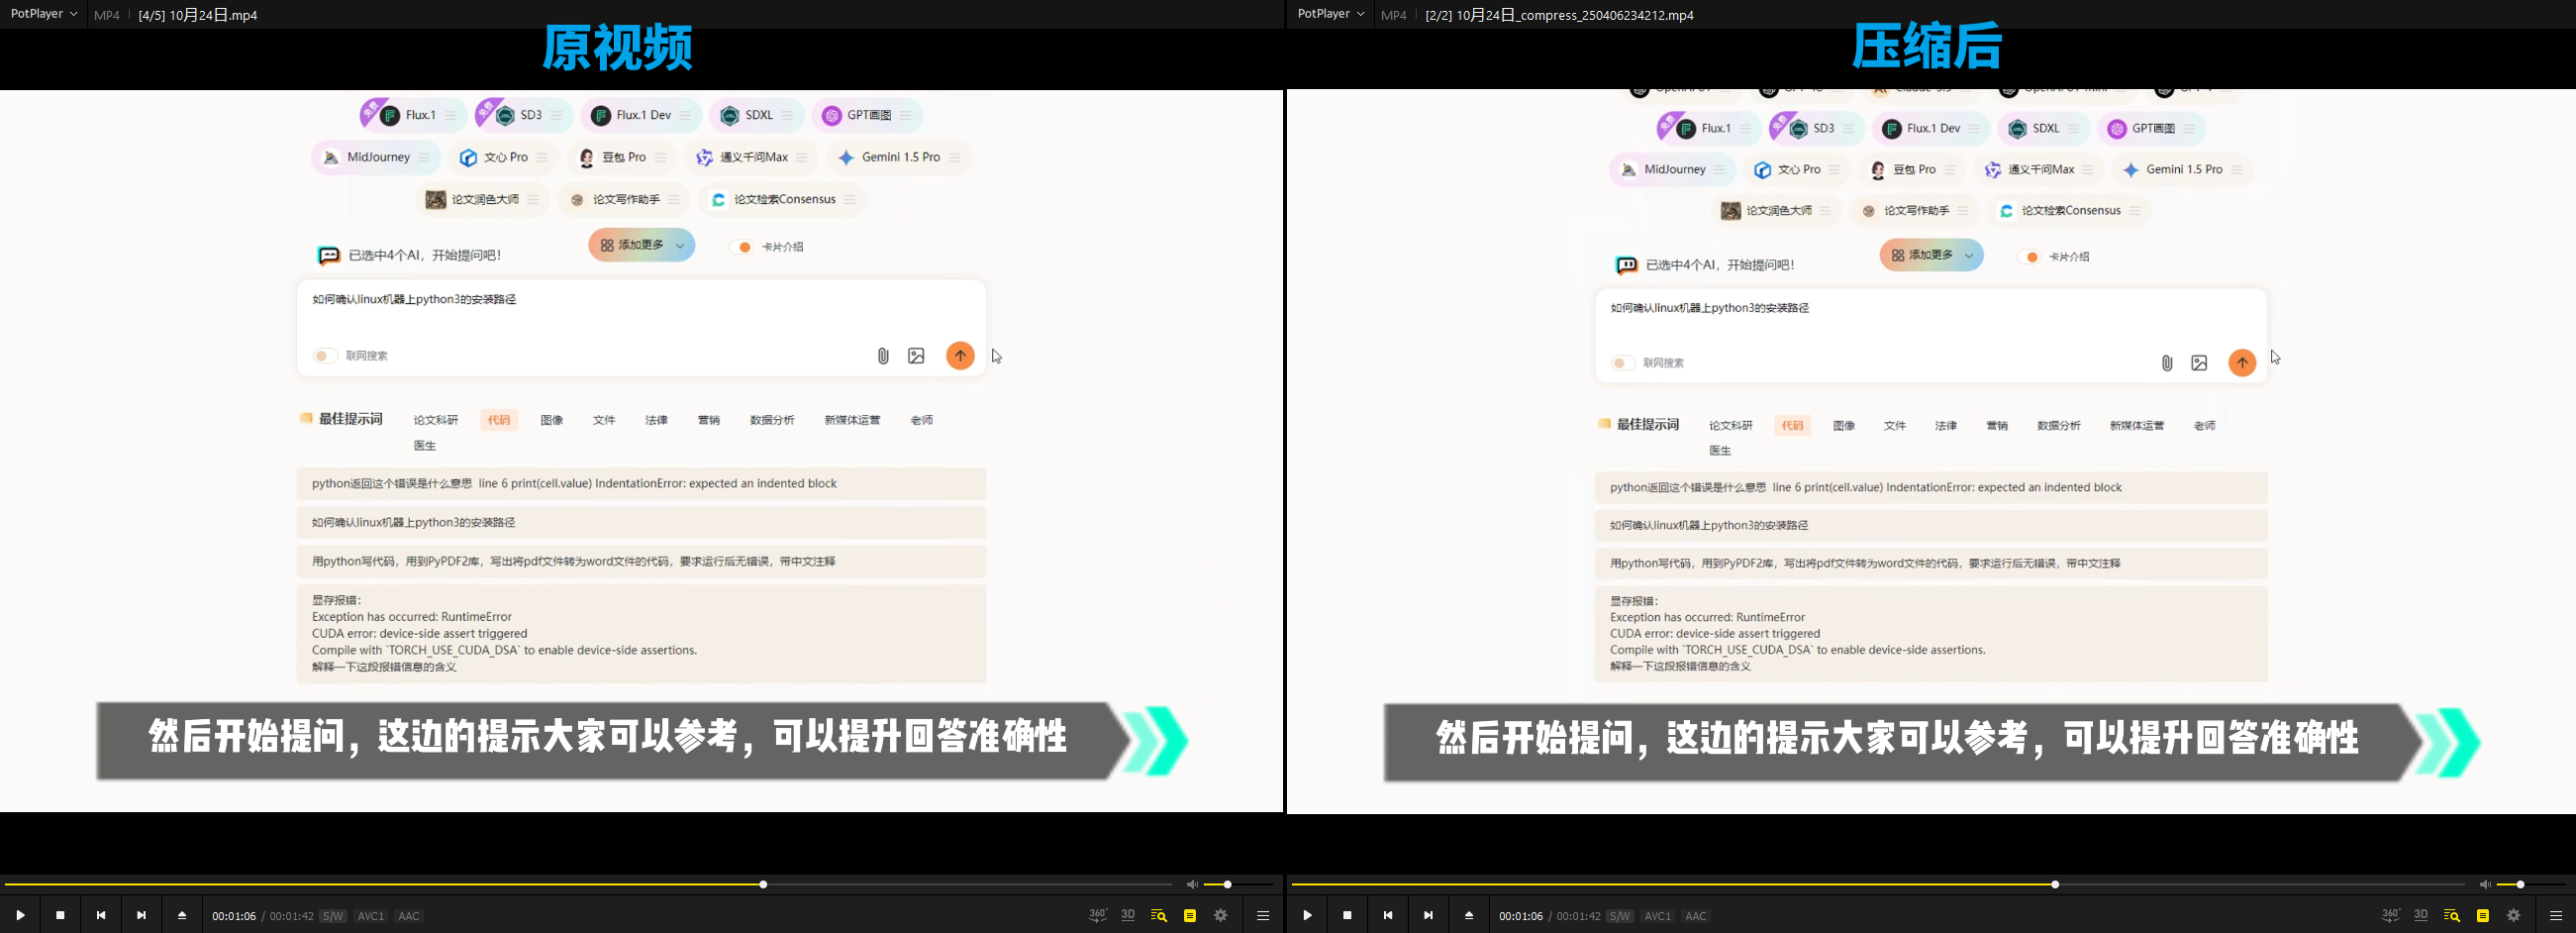 PotPlayer MP4 [4/5] 10月24日.mp4
原视频
Flux.1 SD3 Flux.1 Dev SDXL GPT画图
MidJourney 文心 Pro 豆包 Pro 通义千问Max Gemini 1.5 Pro
论文润色大师 论文写作助手 论文检索Consensus
已选中4个AI，开始提问吧！ 添加更多 卡片介绍
如何确认linux机器上python3的安装路径
联网搜索
最佳提示词 论文科研 代码 图像 文件 法律 营销 数据分析 新媒体运营 老师
医生
python返回这个错误是什么意思 line 6 print(cell.value) IndentationError: expected an indented block
如何确认linux机器上python3的安装路径
用python写代码，用到PyPDF2库，写出将pdf文件转为word文件的代码，要求运行后无错误，带中文注释
显存报错：
Exception has occurred: RuntimeError
CUDA error: device-side assert triggered
Compile with `TORCH_USE_CUDA_DSA` to enable device-side assertions.
解释一下这段报错信息的含义
然后开始提问，这边的提示大家可以参考，可以提升回答准确性
00:01:06 / 00:01:42 S/W AVC1 AAC
360° 3D
PotPlayer MP4 [2/2] 10月24日_compress_250406234212.mp4
压缩后
Flux.1 SD3 Flux.1 Dev SDXL GPT画图
MidJourney 文心 Pro 豆包 Pro 通义千问Max Gemini 1.5 Pro
论文润色大师 论文写作助手 论文检索Consensus
已选中4个AI，开始提问吧！ 添加更多 卡片介绍
如何确认linux机器上python3的安装路径
联网搜索
最佳提示词 论文科研 代码 图像 文件 法律 营销 数据分析 新媒体运营 老师
医生
python返回这个错误是什么意思 line 6 print(cell.value) IndentationError: expected an indented block
如何确认linux机器上python3的安装路径
用python写代码，用到PyPDF2库，写出将pdf文件转为word文件的代码，要求运行后无错误，带中文注释
显存报错：
Exception has occurred: RuntimeError
CUDA error: device-side assert triggered
Compile with `TORCH_USE_CUDA_DSA` to enable device-side assertions.
解释一下这段报错信息的含义
然后开始提问，这边的提示大家可以参考，可以提升回答准确性
00:01:06 / 00:01:42 S/W AVC1 AAC
360° 3D